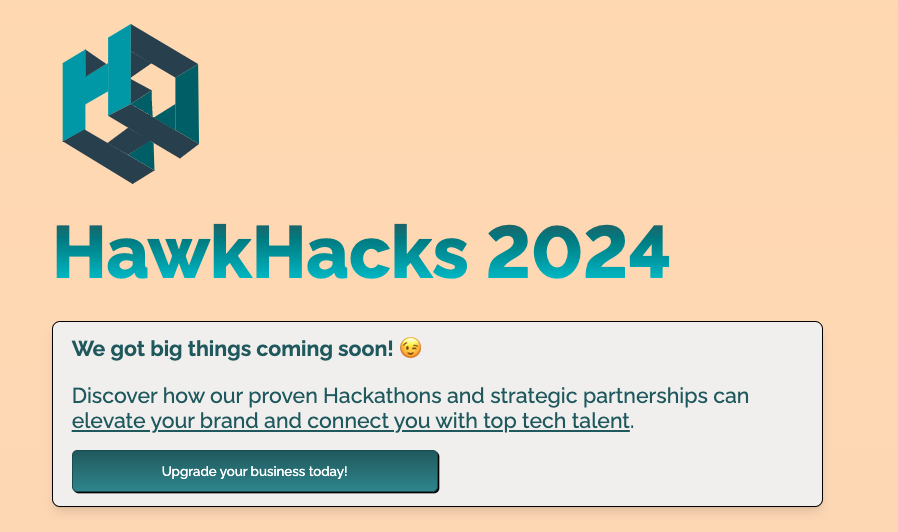 HawkHacks 2024
We got big things coming soon! 😉
Discover how our proven Hackathons and strategic partnerships can
elevate your brand and connect you with top tech talent.
Upgrade your business today!